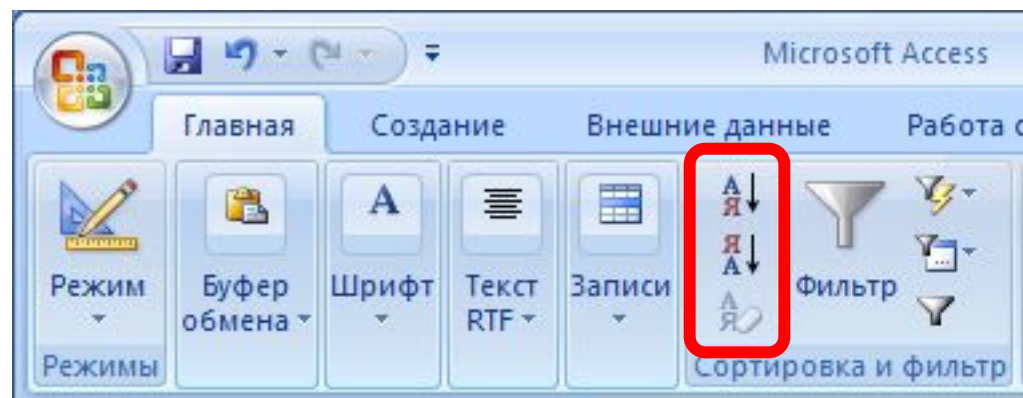 Microsoft Access
Главная Создание Внешние данные Работа с
А
Я
Я
А
А
Я
А
Режим Буфер обмена Шрифт Текст RTF Записи Фильтр
Режимы Сортировка и фильтр